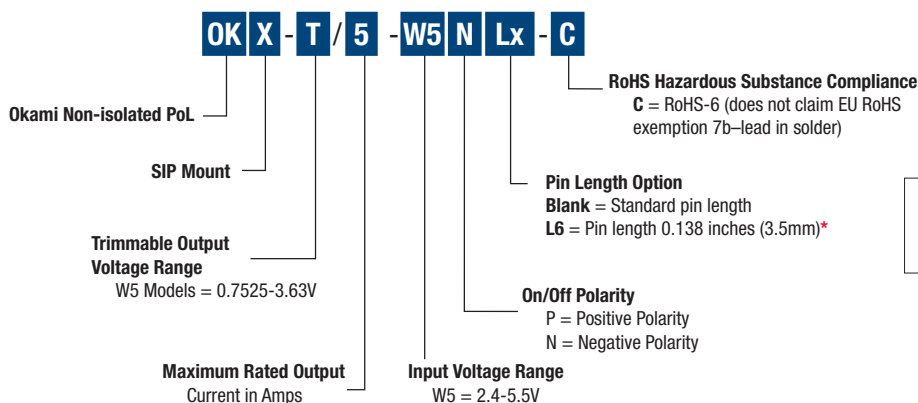 OK X - T / 5 - W5 N Lx - C
RoHS Hazardous Substance Compliance
C = RoHS-6 (does not claim EU RoHS
exemption 7b–lead in solder)
Okami Non-isolated PoL
SIP Mount
Pin Length Option
Blank = Standard pin length
L6 = Pin length 0.138 inches (3.5mm)*
Trimmable Output
Voltage Range
W5 Models = 0.7525-3.63V
On/Off Polarity
P = Positive Polarity
N = Negative Polarity
Maximum Rated Output
Current in Amps
Input Voltage Range
W5 = 2.4-5.5V